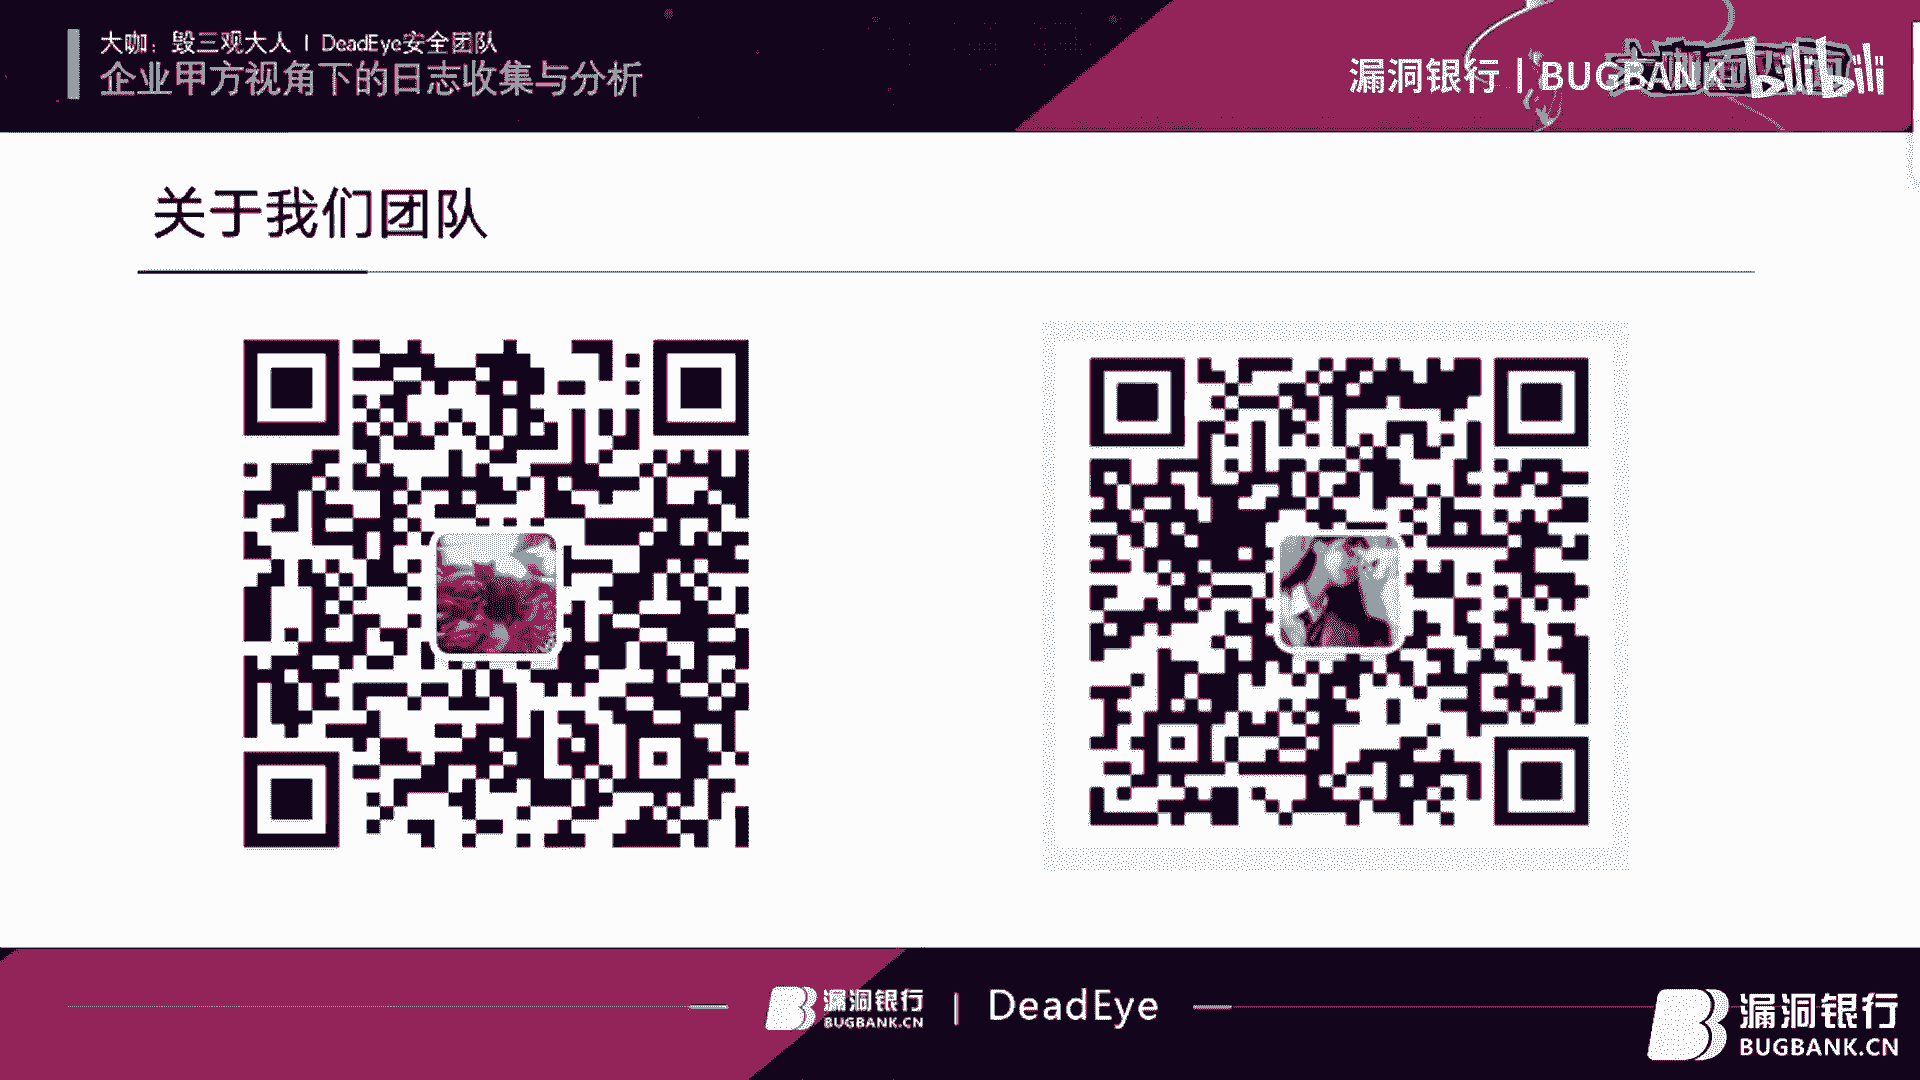 大咖：毁三观大人 | DeadEye安全团队
企业甲方视角下的日志收集与分析
漏洞银行 | BUGBANK
bilibili
关于我们团队
漏洞银行
BUGBANK.CN
| DeadEye
漏洞银行
BUGBANK.CN